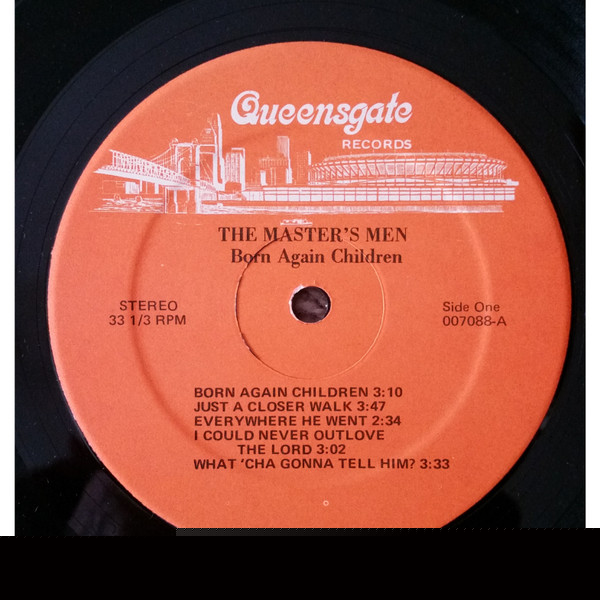 Queensgate
RECORDS
THE MASTER'S MEN
Born Again Children
STEREO
33 1/3 RPM
Side One
007088-A
BORN AGAIN CHILDREN 3:10
JUST A CLOSER WALK 3:47
EVERYWHERE HE WENT 2:34
I COULD NEVER OUTLOVE
THE LORD 3:02
WHAT 'CHA GONNA TELL HIM? 3:33